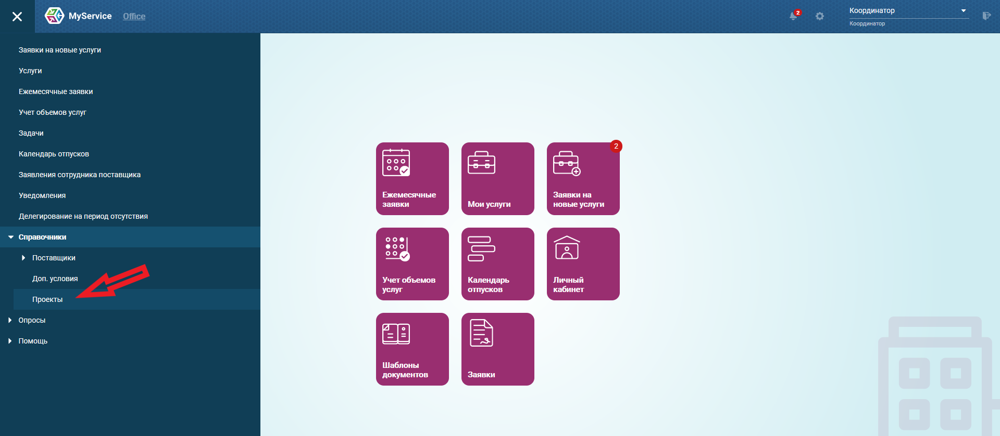 MyService Office
2
Координатор
Координатор
Заявки на новые услуги
Услуги
Ежемесячные заявки
Учет объемов услуг
Задачи
Календарь отпусков
Заявления сотрудника поставщика
Уведомления
Делегирование на период отсутствия
Справочники
Поставщики
Доп. условия
Проекты
Опросы
Помощь
Ежемесячные
заявки
Мои услуги
2
Заявки на
новые услуги
Учет объемов
услуг
Календарь
отпусков
Личный
кабинет
Шаблоны
документов
Заявки